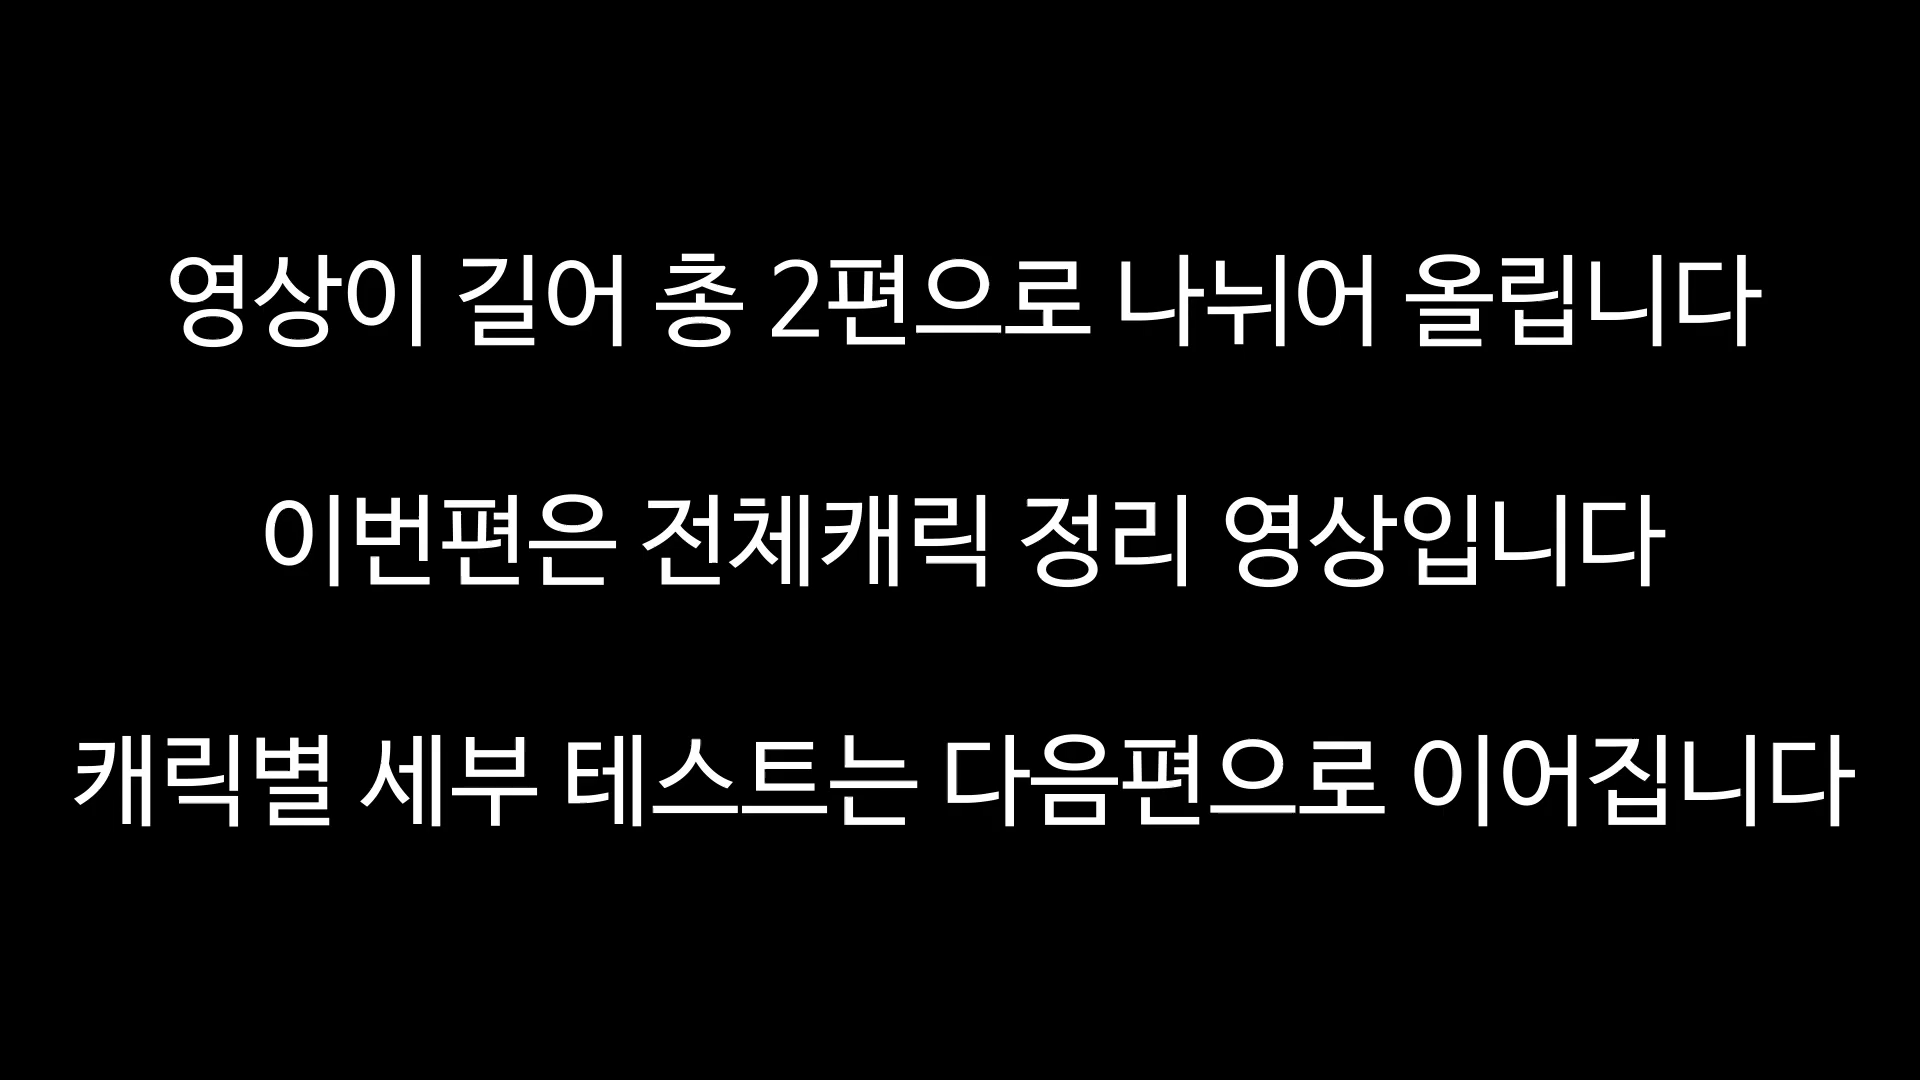 영상이 길어 총 2편으로 나뉘어 올립니다
이번편은 전체캐릭 정리 영상입니다
캐릭별 세부 테스트는 다음편으로 이어집니다